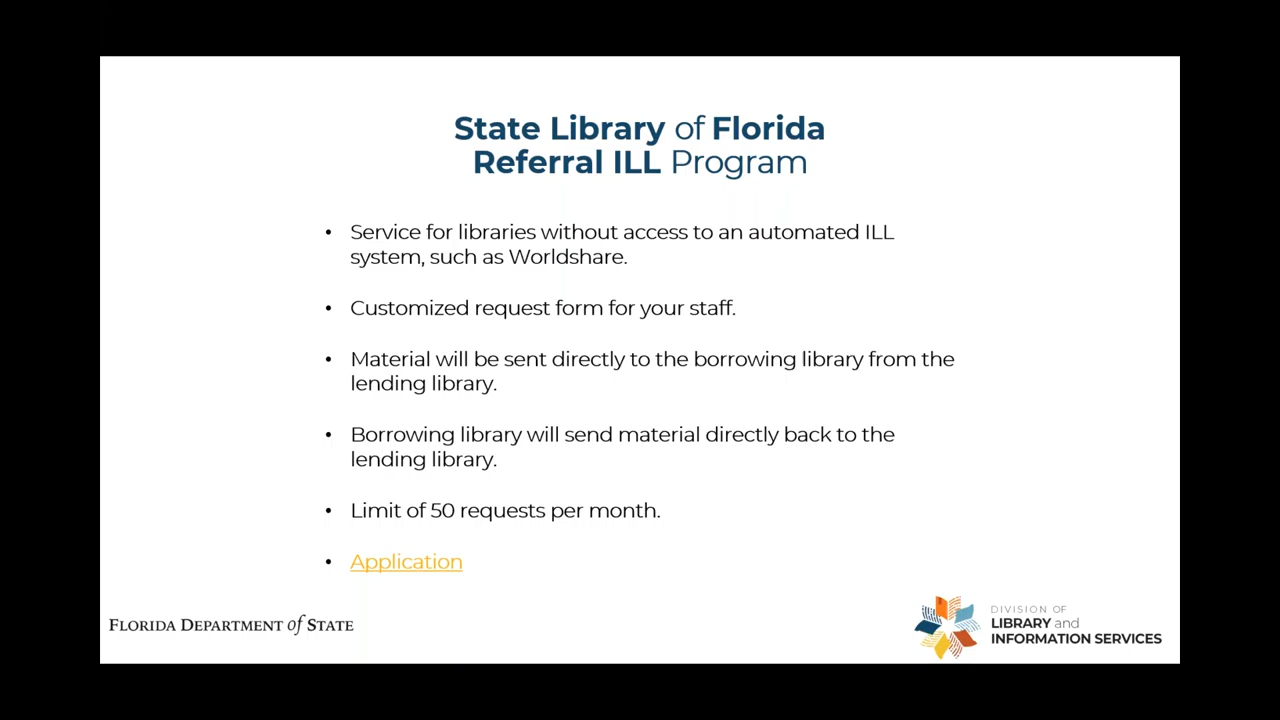 State Library of Florida
Referral ILL Program
• Service for libraries without access to an automated ILL
system, such as Worldshare.
• Customized request form for your staff.
• Material will be sent directly to the borrowing library from the
lending library.
• Borrowing library will send material directly back to the
lending library.
• Limit of 50 requests per month.
• Application
FLORIDA DEPARTMENT of STATE
DIVISION OF
LIBRARY and
INFORMATION SERVICES